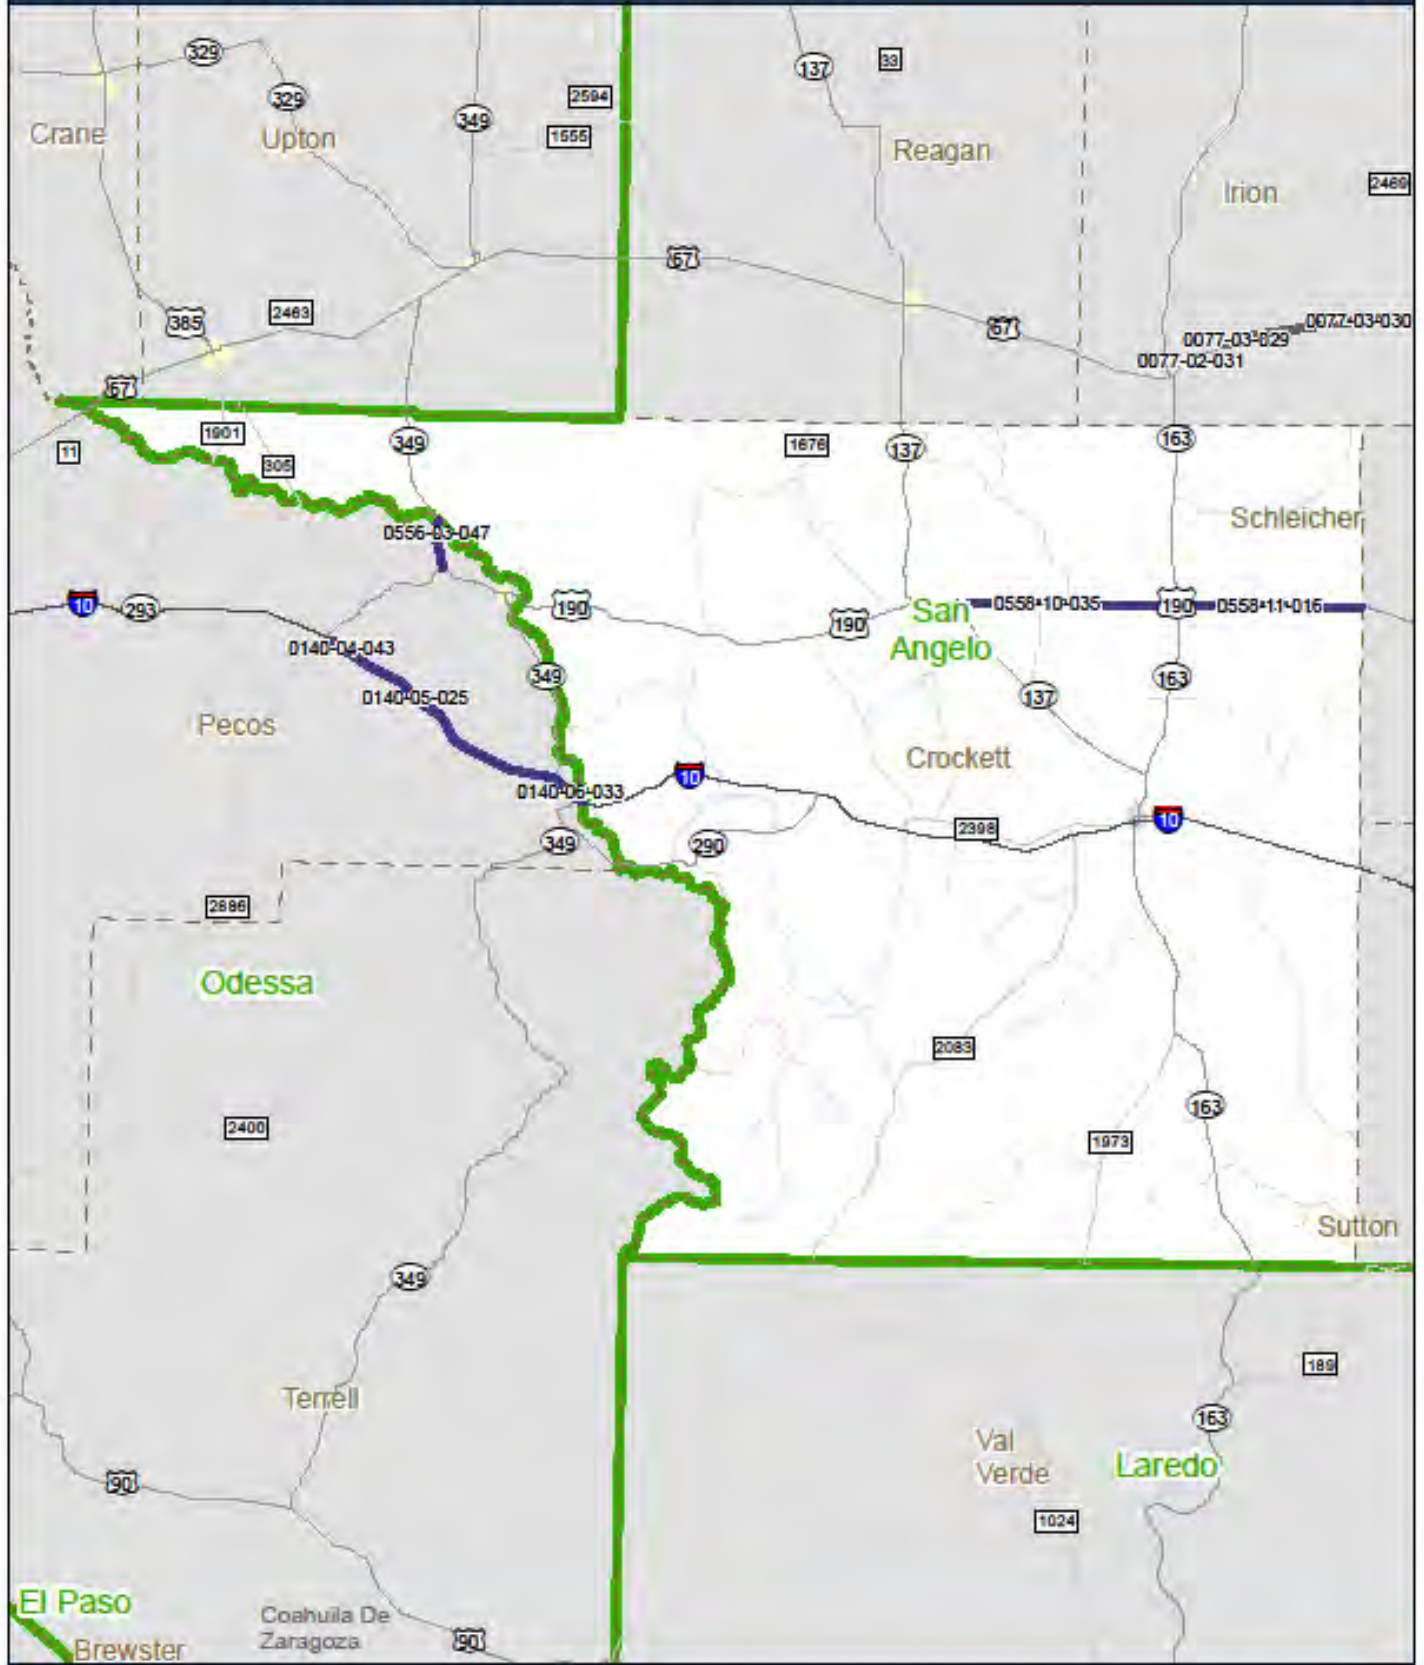 329
137
33
329
2594
349
1555
Crane
Upton
Reagan
2469
Irion
67
385
2463
67
0077-03-030
0077-03-029
0077-02-031
67
1901
349
1676
137
163
11
305
Schleicher
0556-03-047
10
293
190
San
Angelo
190
0558-10-035
190
0558-11-016
0140-04-043
349
163
0140-05-025
137
Pecos
Crockett
10
0140-06-033
10
349
290
2398
2886
Odessa
2083
163
2400
1973
Sutton
349
189
Terrell
163
Val
Verde
Laredo
90
1024
El Paso
Coahuila De
Zaragoza
90
Brewster